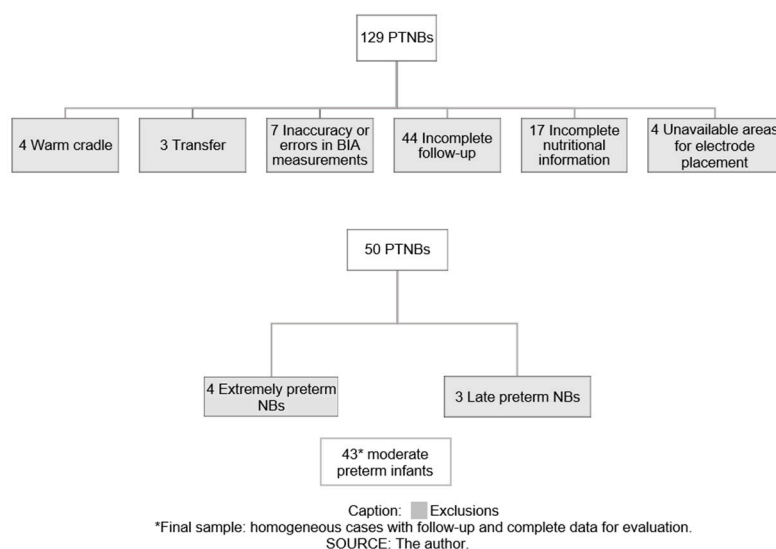 129 PTNBs
4 Warm cradle
3 Transfer
7 Inaccuracy or
errors in BIA
measurements
44 Incomplete
follow-up
17 Incomplete
nutritional
information
4 Unavailable areas
for electrode
placement
50 PTNBs
4 Extremely preterm
NBs
3 Late preterm NBs
43* moderate
preterm infants
Caption: Exclusions
*Final sample: homogeneous cases with follow-up and complete data for evaluation.
SOURCE: The author.